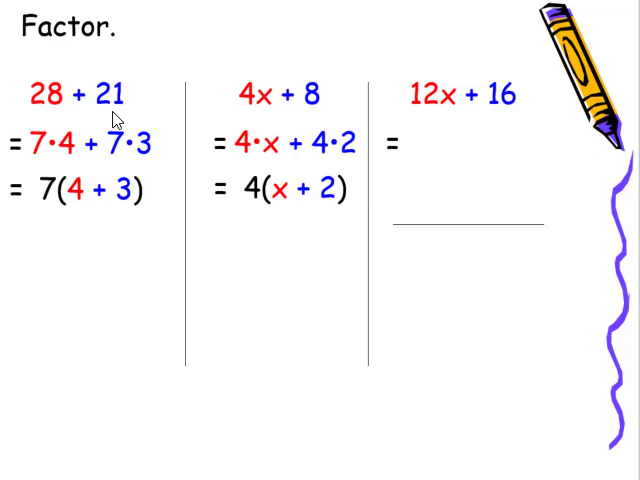 Factor.
28 + 21
= 7·4 + 7·3
= 7(4 + 3)
4x + 8
= 4·x + 4·2
= 4(x + 2)
12x + 16
=